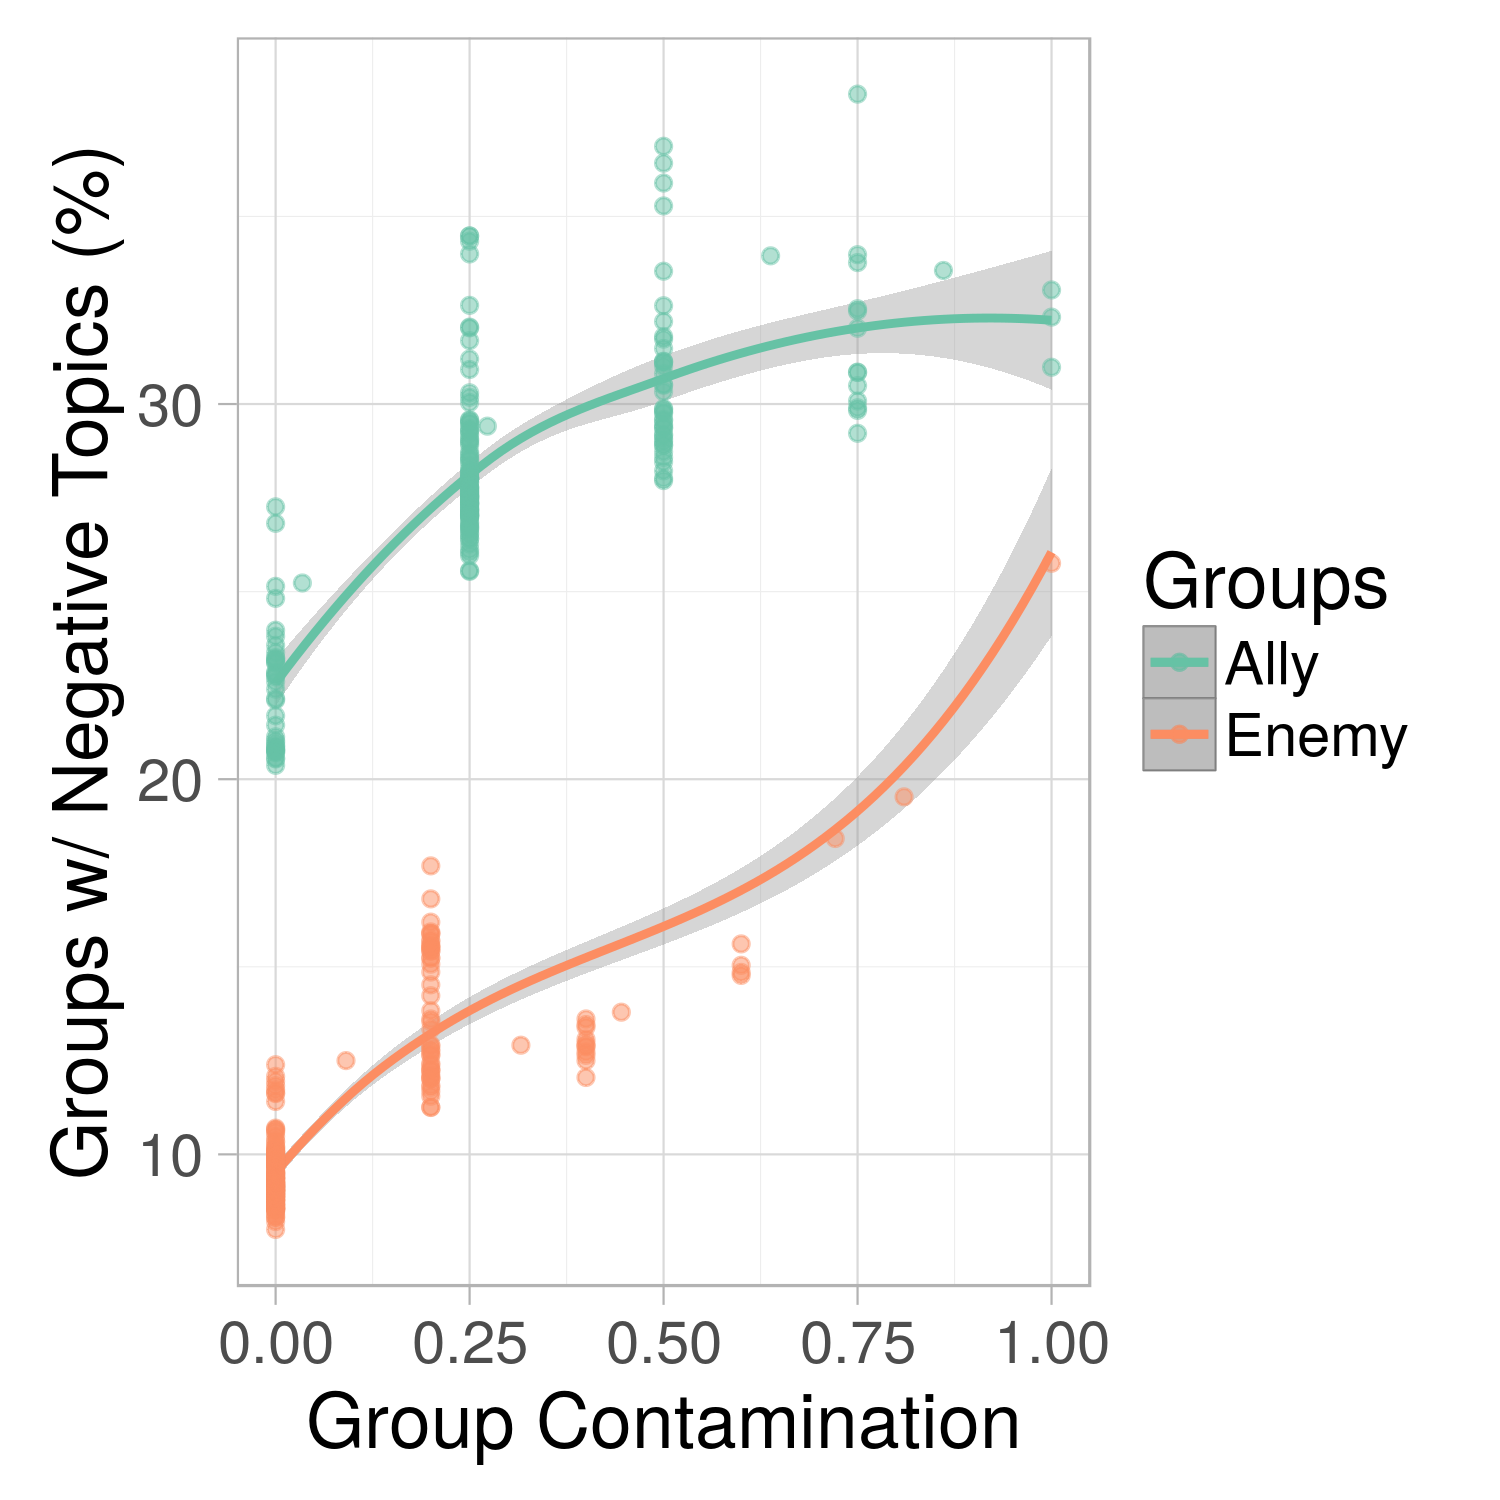 Groups w/ Negative Topics (%)
30
20
10
0.00 0.25 0.50 0.75 1.00
Group Contamination
Groups
Ally
Enemy